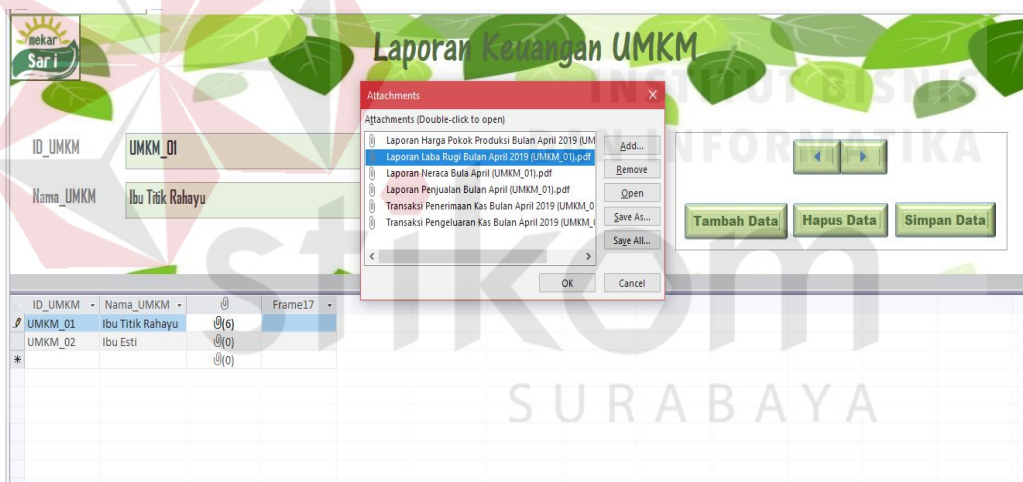 mekar
Sari
Laporan Keuangan UMKM
INSTITUT BISNIS
DAN INFORMATIKA
stikom
SURABAYA
ID_UMKM
UMKM_01
Nama_UMKM
Ibu Titik Rahayu
Attachments
Attachments (Double-click to open)
Laporan Harga Pokok Produksi Bulan April 2019 (UM
Laporan Laba Rugi Bulan April 2019 (UMKM_01).pdf
Laporan Neraca Bula April (UMKM_01).pdf
Laporan Penjualan Bulan April (UMKM_01).pdf
Transaksi Penerimaan Kas Bulan April 2019 (UMKM_0
Transaksi Pengeluaran Kas Bulan April 2019 (UMKM_(
Add...
Remove
Open
Save As...
Save All...
OK
Cancel
Tambah Data
Hapus Data
Simpan Data
ID_UMKM Nama_UMKM Frame17
UMKM_01 Ibu Titik Rahayu (6)
UMKM_02 Ibu Esti (0)
(0)